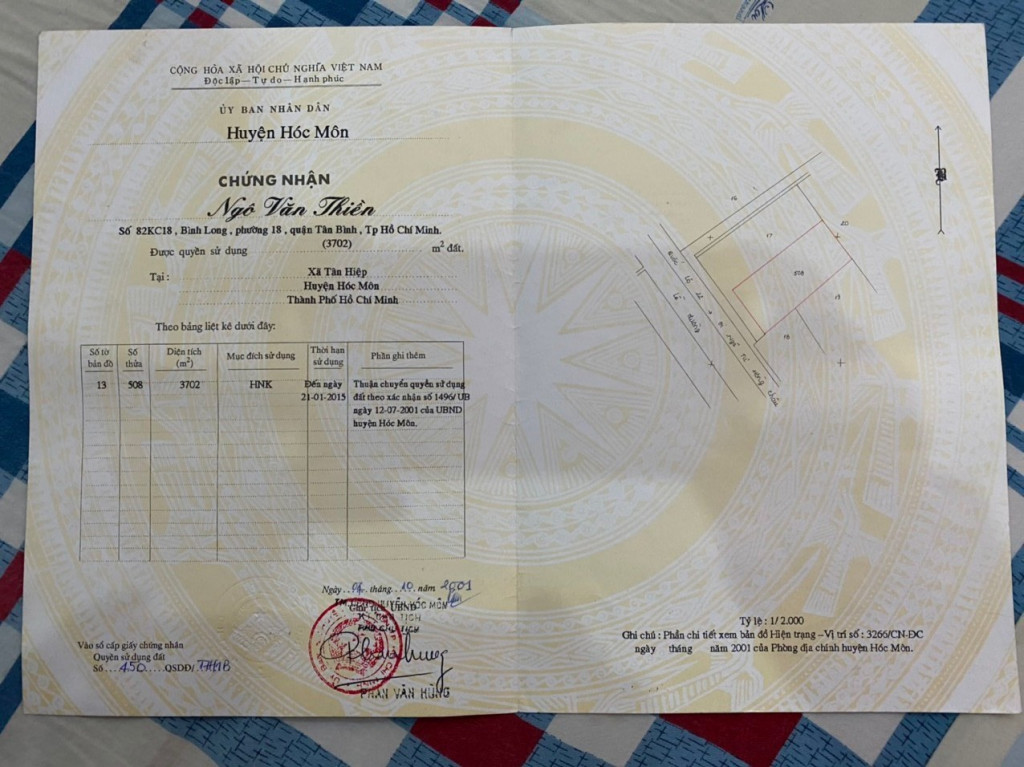 CỘNG HÒA XÃ HỘI CHỦ NGHĨA VIỆT NAM
Độc lập – Tự do – Hạnh phúc
ỦY BAN NHÂN DÂN
Huyện Hóc Môn
CHỨNG NHẬN
Ngô Văn Thiền
Số 82KC18 , Bình Long , phường 18 , quận Tân Bình , Tp Hồ Chí Minh.
Được quyền sử dụng (3702) m² đất.
Tại : Xã Tân Hiệp
Huyện Hóc Môn
Thành Phố Hồ Chí Minh
Theo bảng liệt kê dưới đây:
Số tờ bản đồ Số thửa Diện tích (m²) Mục đích sử dụng Thời hạn sử dụng Phần ghi thêm
13 508 3702 HNK Đến ngày 21-01-2015 Thuận chuyển quyền sử dụng
đất theo xác nhận số 1496/ UB
ngày 12-07-2001 của UBND
huyện Hóc Môn.
Ngày tháng 10 năm 2001
PHAN VĂN HÙNG
Vào sổ cấp giấy chứng nhận
Quyền sử dụng đất
Số 450 QSDĐ/
17
508
Tỷ lệ : 1/ 2.000
Ghi chú : Phần chi tiết xem bản đồ Hiện trạng – Vị trí số : 3266/CN-ĐC
ngày tháng năm 2001 của Phòng địa chính huyện Hóc Môn.